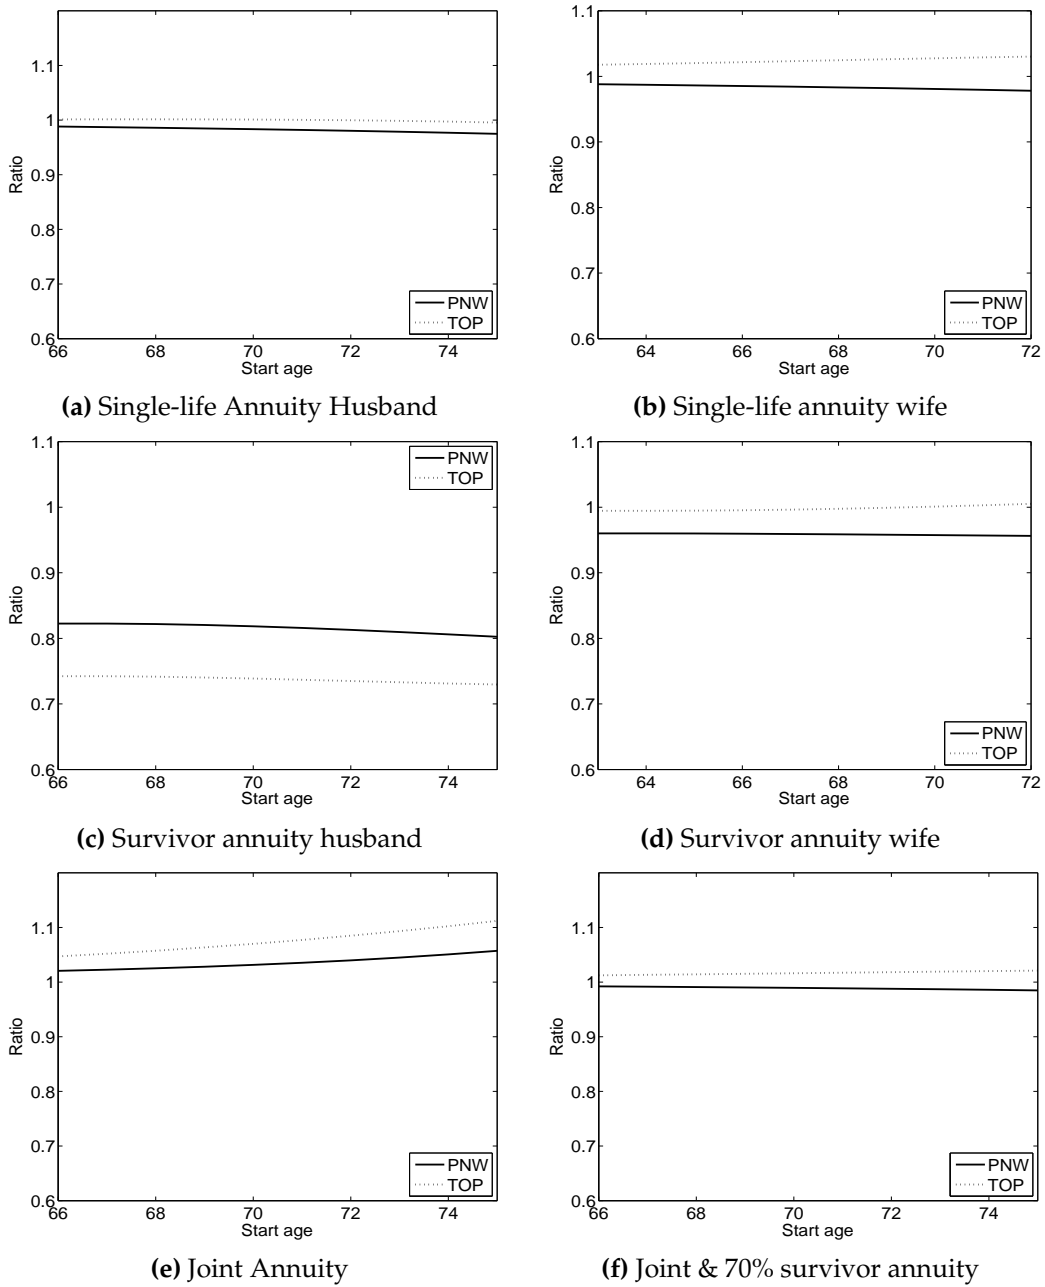 1.1
1
0.9
0.8
0.7
0.6
Ratio
66 68 70 72 74
Start age
PNW
TOP
(a) Single-life Annuity Husband
1.1
1
0.9
0.8
0.7
0.6
Ratio
64 66 68 70 72
Start age
PNW
TOP
(b) Single-life annuity wife
1.1
1
0.9
0.8
0.7
0.6
Ratio
66 68 70 72 74
Start age
PNW
TOP
(c) Survivor annuity husband
1.1
1
0.9
0.8
0.7
0.6
Ratio
64 66 68 70 72
Start age
PNW
TOP
(d) Survivor annuity wife
1.1
1
0.9
0.8
0.7
0.6
Ratio
66 68 70 72 74
Start age
PNW
TOP
(e) Joint Annuity
1.1
1
0.9
0.8
0.7
0.6
Ratio
66 68 70 72 74
Start age
PNW
TOP
(f) Joint & 70% survivor annuity